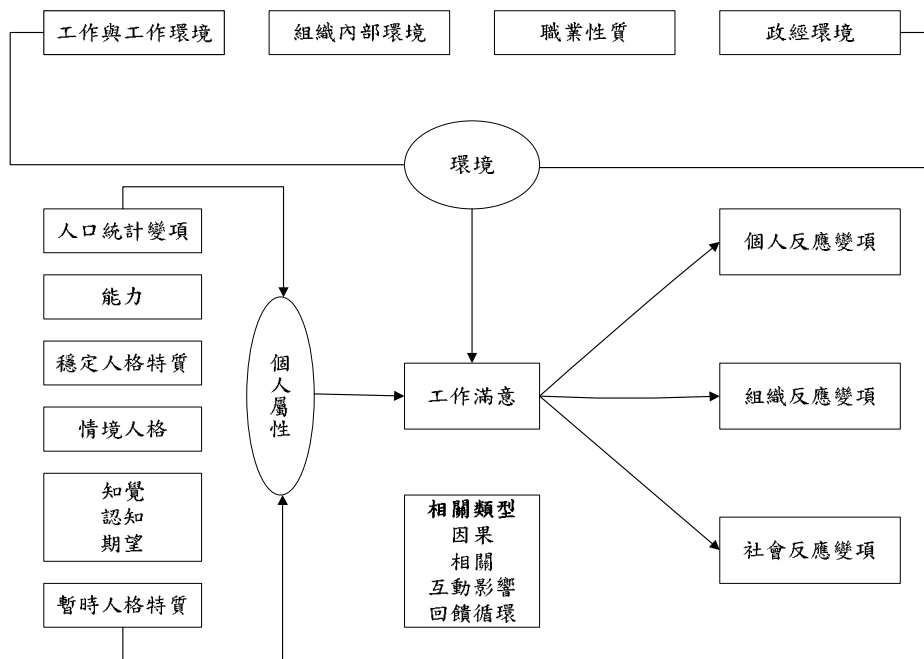 工作與工作環境
組織內部環境
職業性質
政經環境
環境
人口統計變項
能力
穩定人格特質
情境人格
知覺
認知
期望
暫時人格特質
個人屬性
工作滿意
相關類型
因果
相關
互動影響
回饋循環
個人反應變項
組織反應變項
社會反應變項